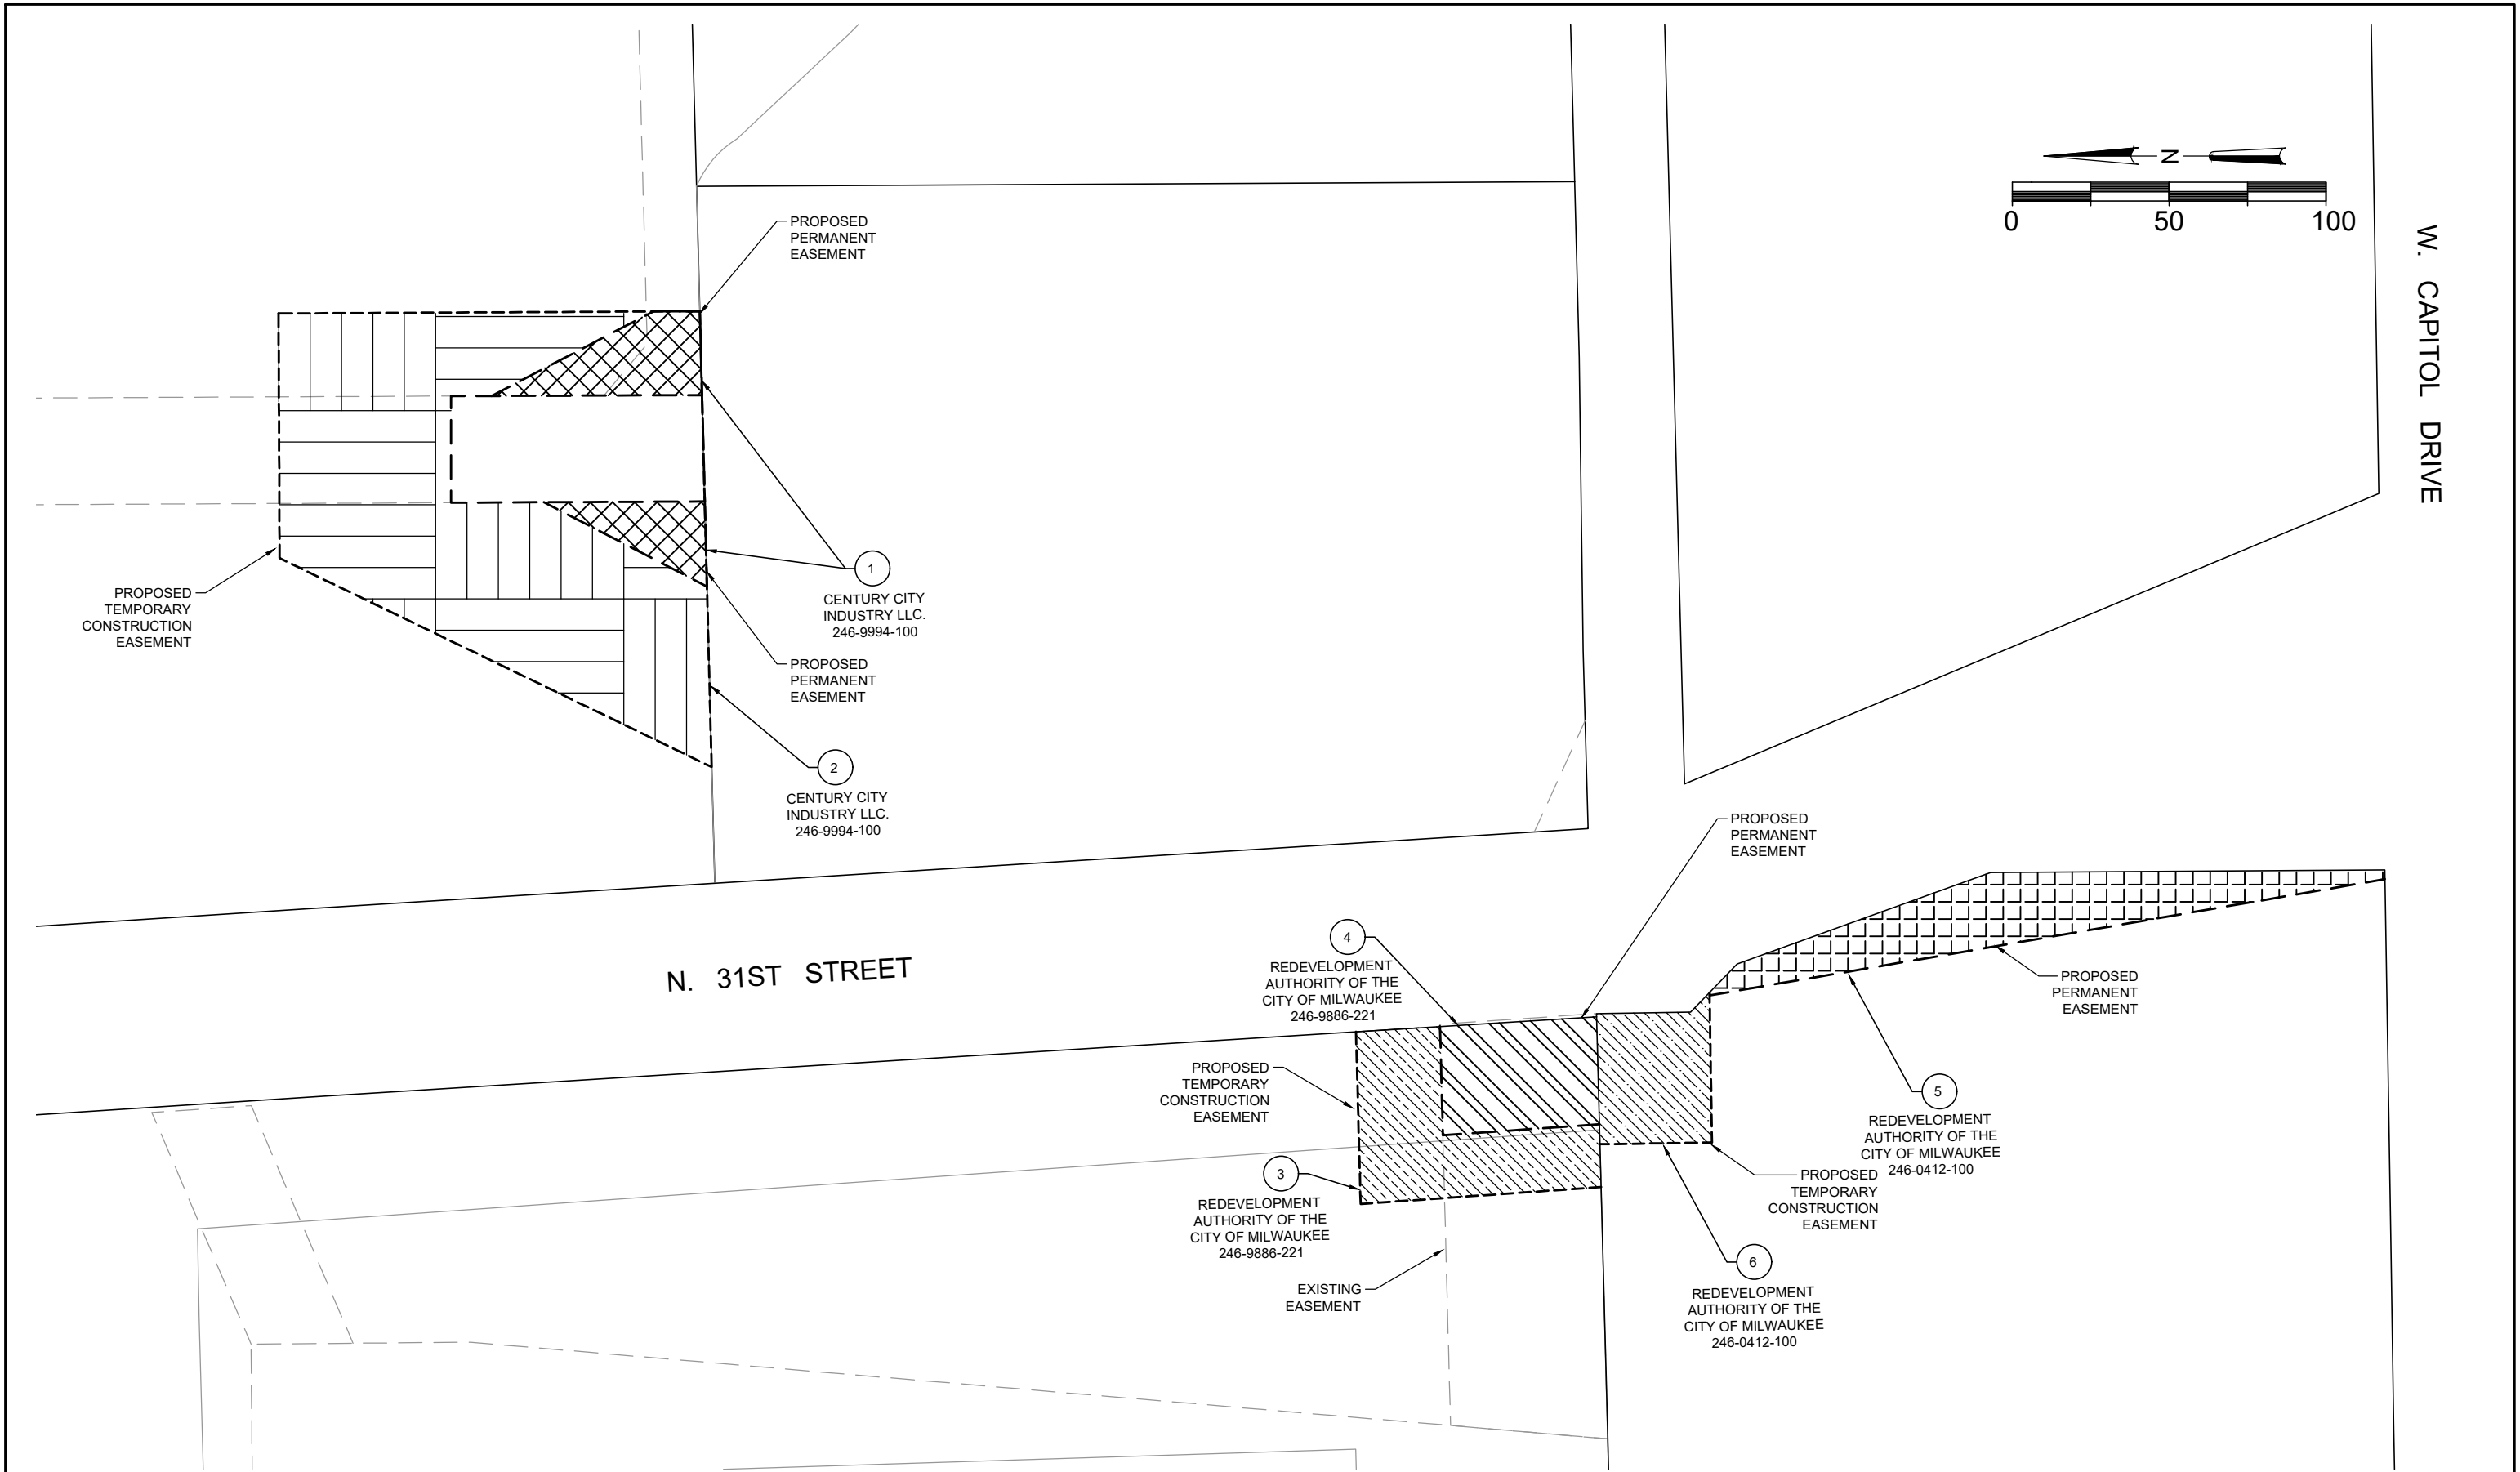 N
0 50 100
W. CAPITOL DRIVE
PROPOSED
PERMANENT
EASEMENT
PROPOSED
TEMPORARY
CONSTRUCTION
EASEMENT
1
CENTURY CITY
INDUSTRY LLC.
246-9994-100
PROPOSED
PERMANENT
EASEMENT
2
CENTURY CITY
INDUSTRY LLC.
246-9994-100
PROPOSED
PERMANENT
EASEMENT
N. 31ST STREET
4
REDEVELOPMENT
AUTHORITY OF THE
CITY OF MILWAUKEE
246-9886-221
PROPOSED
PERMANENT
EASEMENT
PROPOSED
TEMPORARY
CONSTRUCTION
EASEMENT
5
REDEVELOPMENT
AUTHORITY OF THE
CITY OF MILWAUKEE
246-0412-100
3
REDEVELOPMENT
AUTHORITY OF THE
CITY OF MILWAUKEE
246-9886-221
PROPOSED
TEMPORARY
CONSTRUCTION
EASEMENT
EXISTING
EASEMENT
6
REDEVELOPMENT
AUTHORITY OF THE
CITY OF MILWAUKEE
246-0412-100